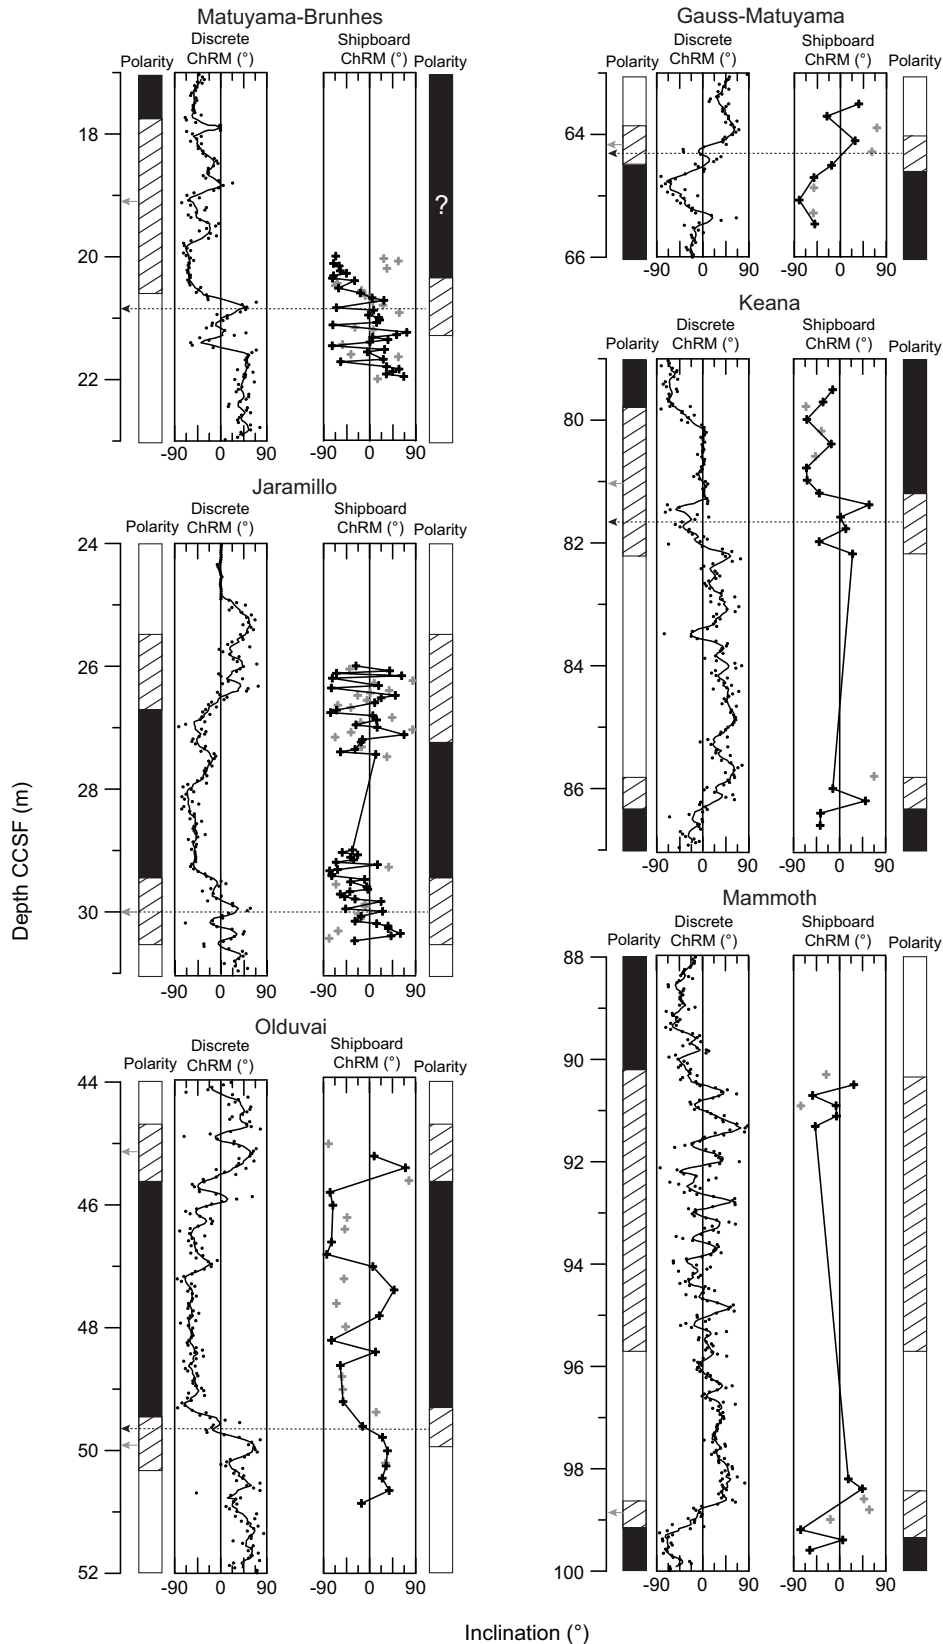 Matuyama-Brunhes
Discrete
Shipboard
Polarity
ChRM (°)
ChRM (°)
Polarity
18
20
22
?
-90
0
90
-90
0
90
Jaramillo
Discrete
Shipboard
Polarity
ChRM (°)
ChRM (°)
Polarity
24
26
28
30
-90
0
90
-90
0
90
Olduvai
Discrete
Shipboard
Polarity
ChRM (°)
ChRM (°)
Polarity
44
46
48
50
52
-90
0
90
-90
0
90
Gauss-Matuyama
Discrete
Shipboard
Polarity
ChRM (°)
ChRM (°)
Polarity
64
66
-90
0
90
-90
0
90
Keana
Discrete
Shipboard
Polarity
ChRM (°)
ChRM (°)
Polarity
80
82
84
86
-90
0
90
-90
0
90
Mammoth
Discrete
Shipboard
Polarity
ChRM (°)
ChRM (°)
Polarity
88
90
92
94
96
98
100
-90
0
90
-90
0
90
Depth CCSF (m)
Inclination (°)